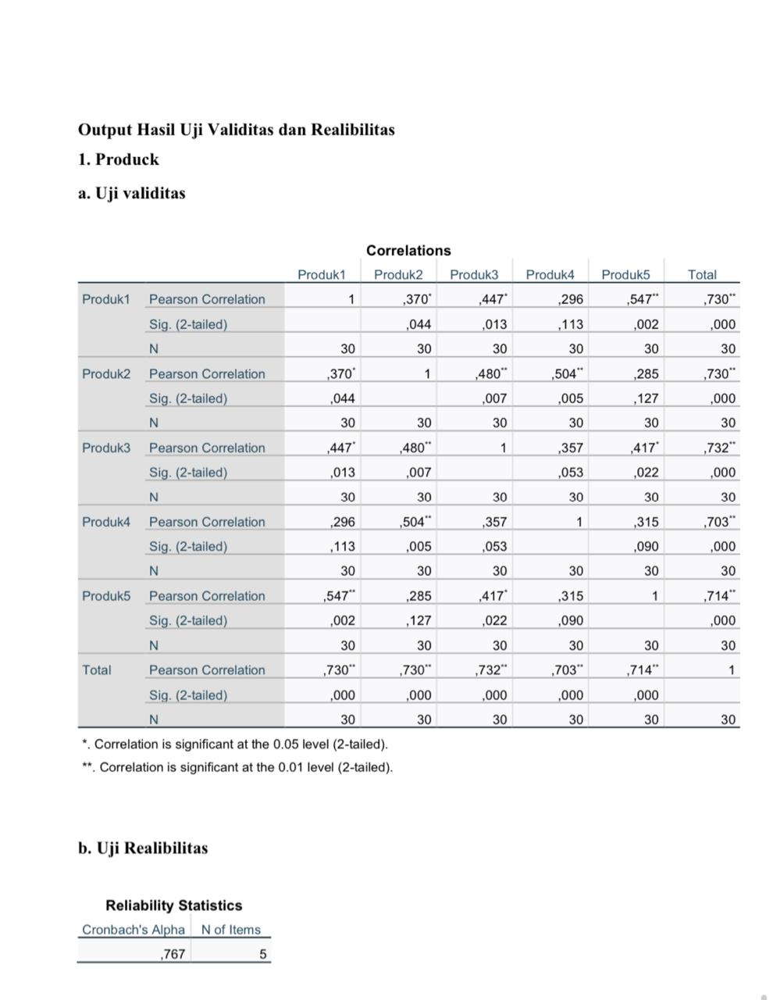 Output Hasil Uji Validitas dan Realibilitas
1. Produck
a. Uji validitas
Correlations
Produk1 Produk2 Produk3 Produk4 Produk5 Total
Produk1 Pearson Correlation 1 ,370* ,447* ,296 ,547** ,730**
Sig. (2-tailed) ,044 ,013 ,113 ,002 ,000
N 30 30 30 30 30 30
Produk2 Pearson Correlation ,370* 1 ,480** ,504** ,285 ,730**
Sig. (2-tailed) ,044 ,007 ,005 ,127 ,000
N 30 30 30 30 30 30
Produk3 Pearson Correlation ,447* ,480** 1 ,357 ,417* ,732**
Sig. (2-tailed) ,013 ,007 ,053 ,022 ,000
N 30 30 30 30 30 30
Produk4 Pearson Correlation ,296 ,504** ,357 1 ,315 ,703**
Sig. (2-tailed) ,113 ,005 ,053 ,090 ,000
N 30 30 30 30 30 30
Produk5 Pearson Correlation ,547** ,285 ,417* ,315 1 ,714**
Sig. (2-tailed) ,002 ,127 ,022 ,090 ,000
N 30 30 30 30 30 30
Total Pearson Correlation ,730** ,730** ,732** ,703** ,714** 1
Sig. (2-tailed) ,000 ,000 ,000 ,000 ,000
N 30 30 30 30 30 30
*. Correlation is significant at the 0.05 level (2-tailed).
**. Correlation is significant at the 0.01 level (2-tailed).
b. Uji Realibilitas
Reliability Statistics
Cronbach's Alpha N of Items
,767 5